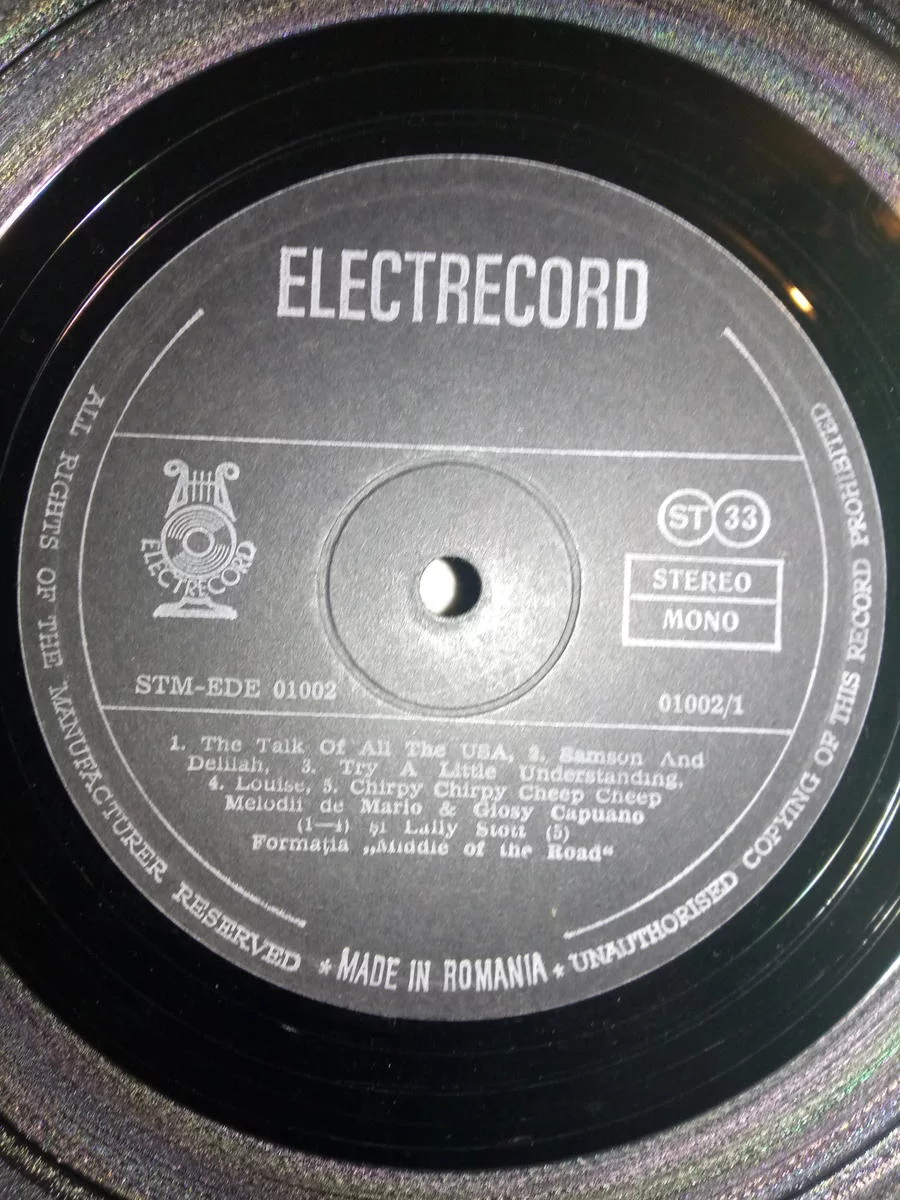 ELECTRECORD
ELECTRECORD
ST 33
STEREO
MONO
STM-EDE 01002
01002/1
1. The Talk Of All The USA, 2. Samson And
Delilah, 3. Try A Little Understanding,
4. Louise, 5. Chirpy Chirpy Cheep Cheep
Melodii de Mario & Giosy Capuano
(1—4) și Lally Stott (5)
Formația „Middle of the Road“
ALL RIGHTS OF THE MANUFACTURER RESERVED * MADE IN ROMANIA * UNAUTHORISED COPYING OF THIS RECORD PROHIBITED